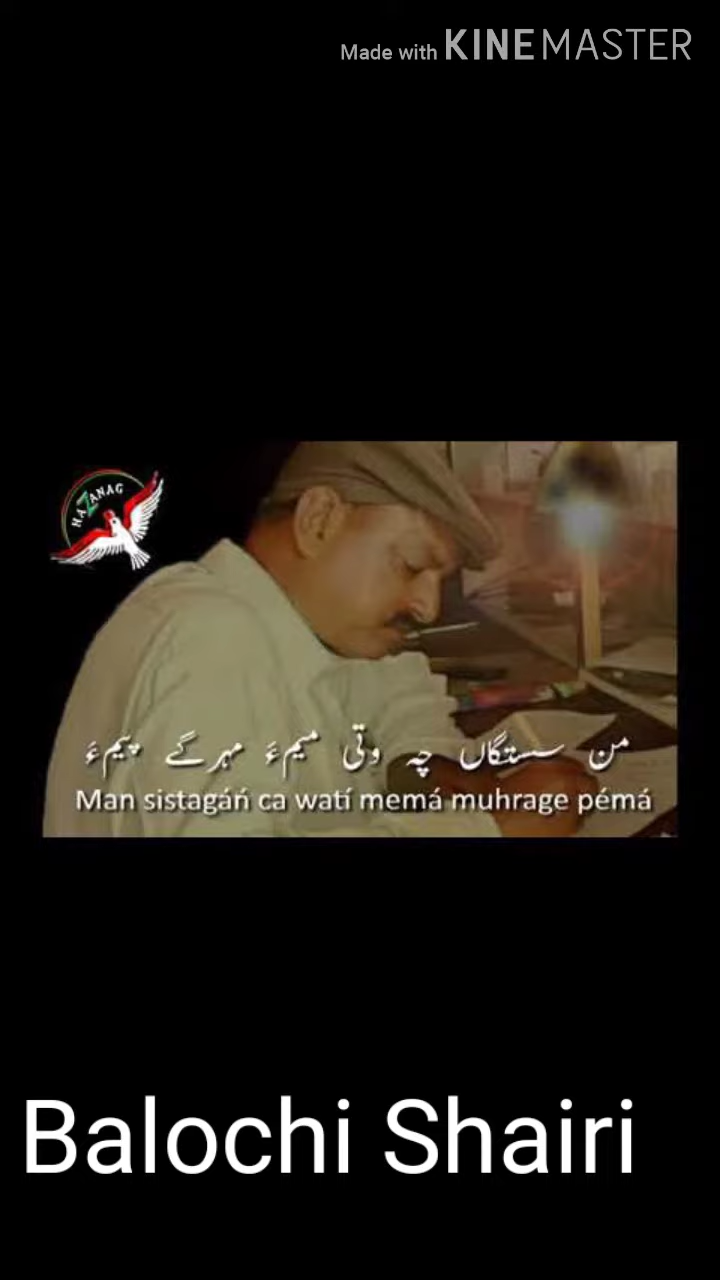 Made with KINEMASTER
HAZANAG
من سستگاں چہ وتی میمءَ مہرگے پیمءَ
Man sistagáń ca watí memá muhrage pémá
Balochi Shairi